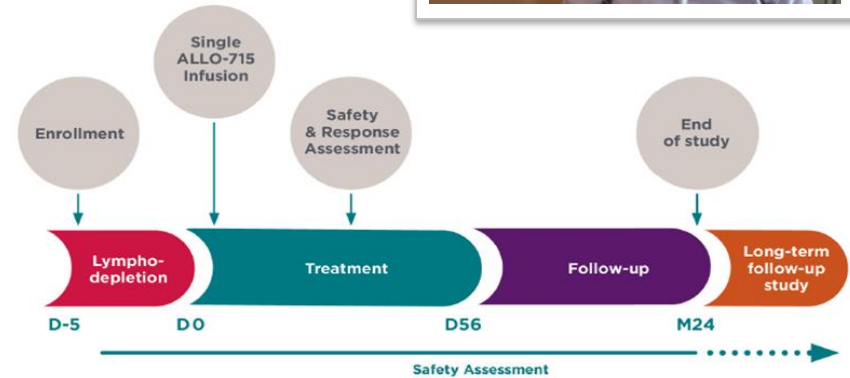 Single
ALLO-715
Infusion
Enrollment
Safety
& Response
Assessment
End
of study
Lympho-
depletion
Treatment
Follow-up
Long-term
follow-up
study
D-5
D0
D56
M24
Safety Assessment